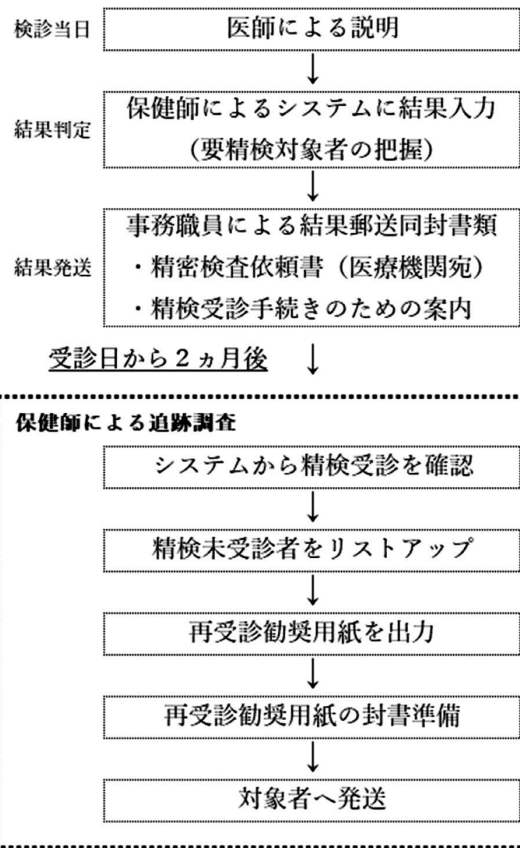 検診当日
医師による説明
↓
結果判定
保健師によるシステムに結果入力
（要精検対象者の把握）
↓
結果発送
事務職員による結果郵送同封書類
・精密検査依頼書（医療機関宛）
・精検受診手続きのための案内
受診日から２ヵ月後 ↓
保健師による追跡調査
システムから精検受診を確認
↓
精検未受診者をリストアップ
↓
再受診勧奨用紙を出力
↓
再受診勧奨用紙の封書準備
↓
対象者へ発送